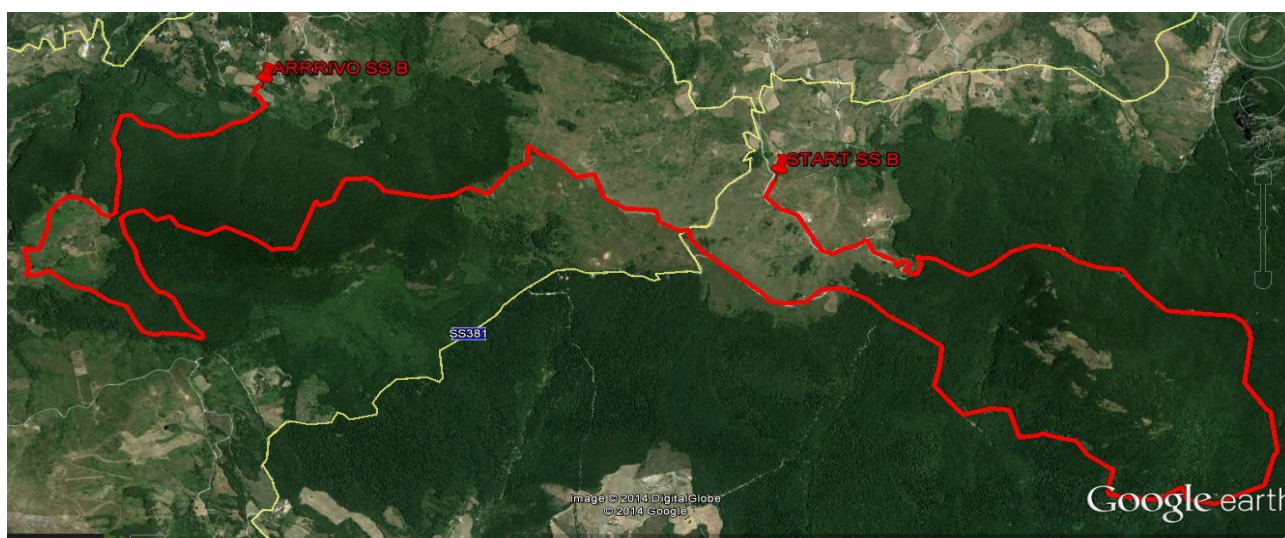 ARRRIVO SS B
START SS B
SS381
Image © 2014 DigitalGlobe
© 2014 Google
Google earth